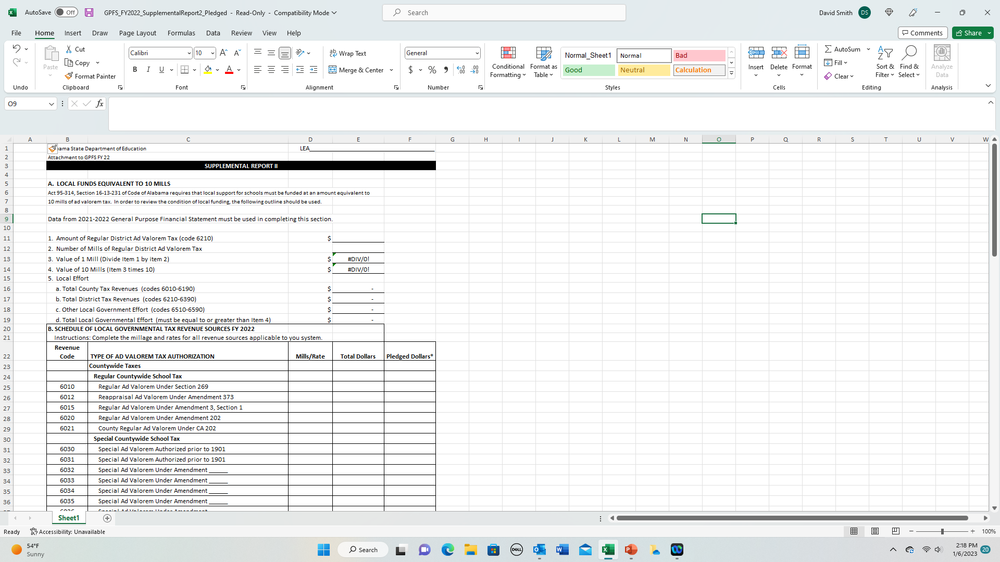 AutoSave Off GPFS_FY2022_SupplementalReport2_Pledged - Read-Only - Compatibility Mode Search David Smith DS
File Home Insert Draw Page Layout Formulas Data Review View Help Comments Share
Paste Cut Copy Format Painter
Calibri 10 B I U A A
Wrap Text Merge & Center
General $ % 9
Conditional Formatting Format as Table
Normal_Sheet1 Normal Bad
Good Neutral Calculation
Insert Delete Format
AutoSum Fill Clear Sort & Filter Find & Select
Analyze Data
Undo Clipboard Font Alignment Number Styles Cells Editing Analysis
O9 fx
A B C D E F G H I J K L M N O P Q R S T U V W
1 bama State Department of Education LEA
2 Attachment to GPFS FY 22
3 SUPPLEMENTAL REPORT II
4
5 A. LOCAL FUNDS EQUIVALENT TO 10 MILLS
6 Act 95-314, Section 16-13-231 of Code of Alabama requires that local support for schools must be funded at an amount equivalent to
7 10 mills of ad valorem tax. In order to review the condition of local funding, the following outline should be used.
8
9 Data from 2021-2022 General Purpose Financial Statement must be used in completing this section.
10
11 1. Amount of Regular District Ad Valorem Tax (code 6210) $
12 2. Number of Mills of Regular District Ad Valorem Tax
13 3. Value of 1 Mill (Divide Item 1 by item 2) $ #DIV/0!
14 4. Value of 10 Mills (Item 3 times 10) $ #DIV/0!
15 5. Local Effort
16 a. Total County Tax Revenues (codes 6010-6190) $ -
17 b. Total District Tax Revenues (codes 6210-6390) $ -
18 c. Other Local Government Effort (codes 6510-6590) $ -
19 d. Total Local Governmental Effort (must be equal to or greater than Item 4) $ -
20 B. SCHEDULE OF LOCAL GOVERNMENTAL TAX REVENUE SOURCES FY 2022
21 Instructions: Complete the millage and rates for all revenue sources applicable to you system.
22 Revenue Code TYPE OF AD VALOREM TAX AUTHORIZATION Mills/Rate Total Dollars Pledged Dollars*
23 Countywide Taxes
24 Regular Countywide School Tax
25 6010 Regular Ad Valorem Under Section 269
26 6012 Reappraisal Ad Valorem Under Amendment 373
27 6015 Regular Ad Valorem Under Amendment 3, Section 1
28 6020 Regular Ad Valorem Under Amendment 202
29 6021 County Regular Ad Valorem Under CA 202
30 Special Countywide School Tax
31 6030 Special Ad Valorem Authorized prior to 1901
32 6031 Special Ad Valorem Authorized prior to 1901
33 6032 Special Ad Valorem Under Amendment ______
34 6033 Special Ad Valorem Under Amendment ______
35 6034 Special Ad Valorem Under Amendment ______
36 6035 Special Ad Valorem Under Amendment ______
Sheet1
Ready Accessibility: Unavailable 100%
54°F
Sunny
Search DELL
2:18 PM
1/6/2023 20